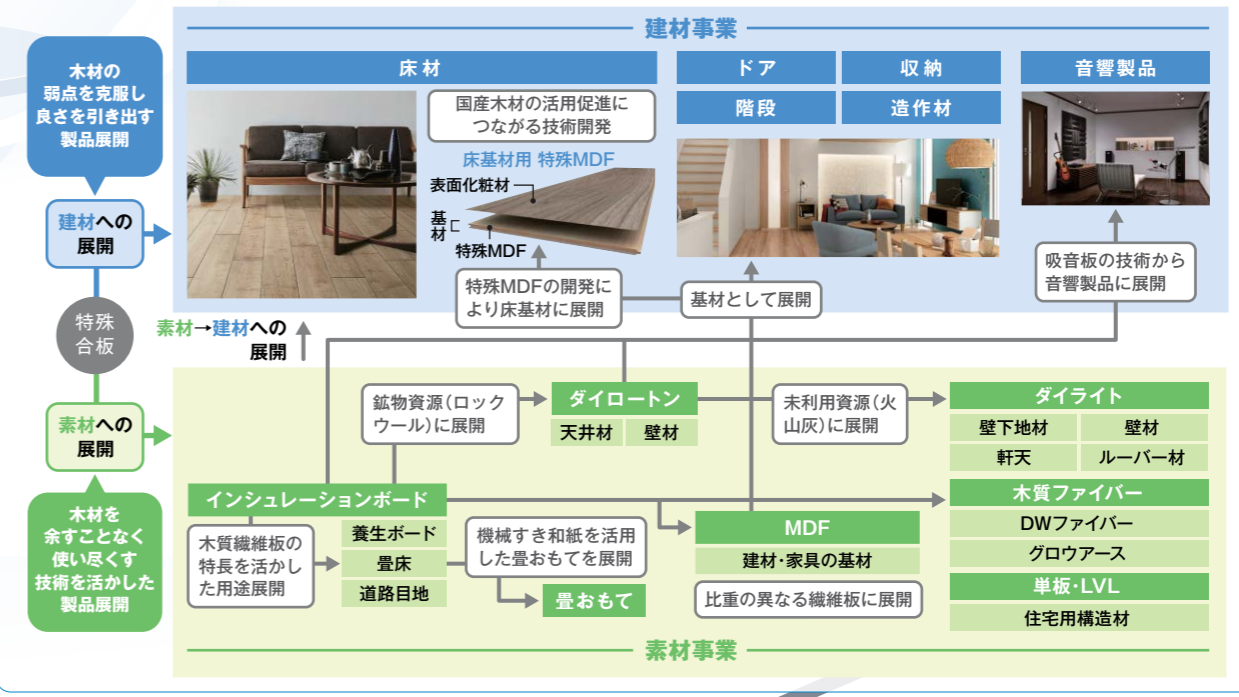 建材事業
木材の
弱点を克服し
良さを引き出す
製品展開
建材への
展開
特殊
合板
素材への
展開
木材を
余すことなく
使い尽くす
技術を活かした
製品展開
床材
国産木材の活用促進に
つながる技術開発
床基材用 特殊MDF
表面化粧材
基材
特殊MDF
特殊MDFの開発に
より床基材に展開
ドア
収納
階段
造作材
基材として展開
音響製品
吸音板の技術から
音響製品に展開
素材→建材への
展開
鉱物資源（ロック
ウール）に展開
ダイロートン
天井材
壁材
未利用資源（火
山灰）に展開
ダイライト
壁下地材
壁材
軒天
ルーバー材
インシュレーションボード
木質繊維板の
特長を活かし
た用途展開
養生ボード
畳床
道路目地
機械すき和紙を活用
した畳おもてを展開
畳おもて
MDF
建材・家具の基材
比重の異なる繊維板に展開
木質ファイバー
DWファイバー
グロウアース
単板・LVL
住宅用構造材
素材事業